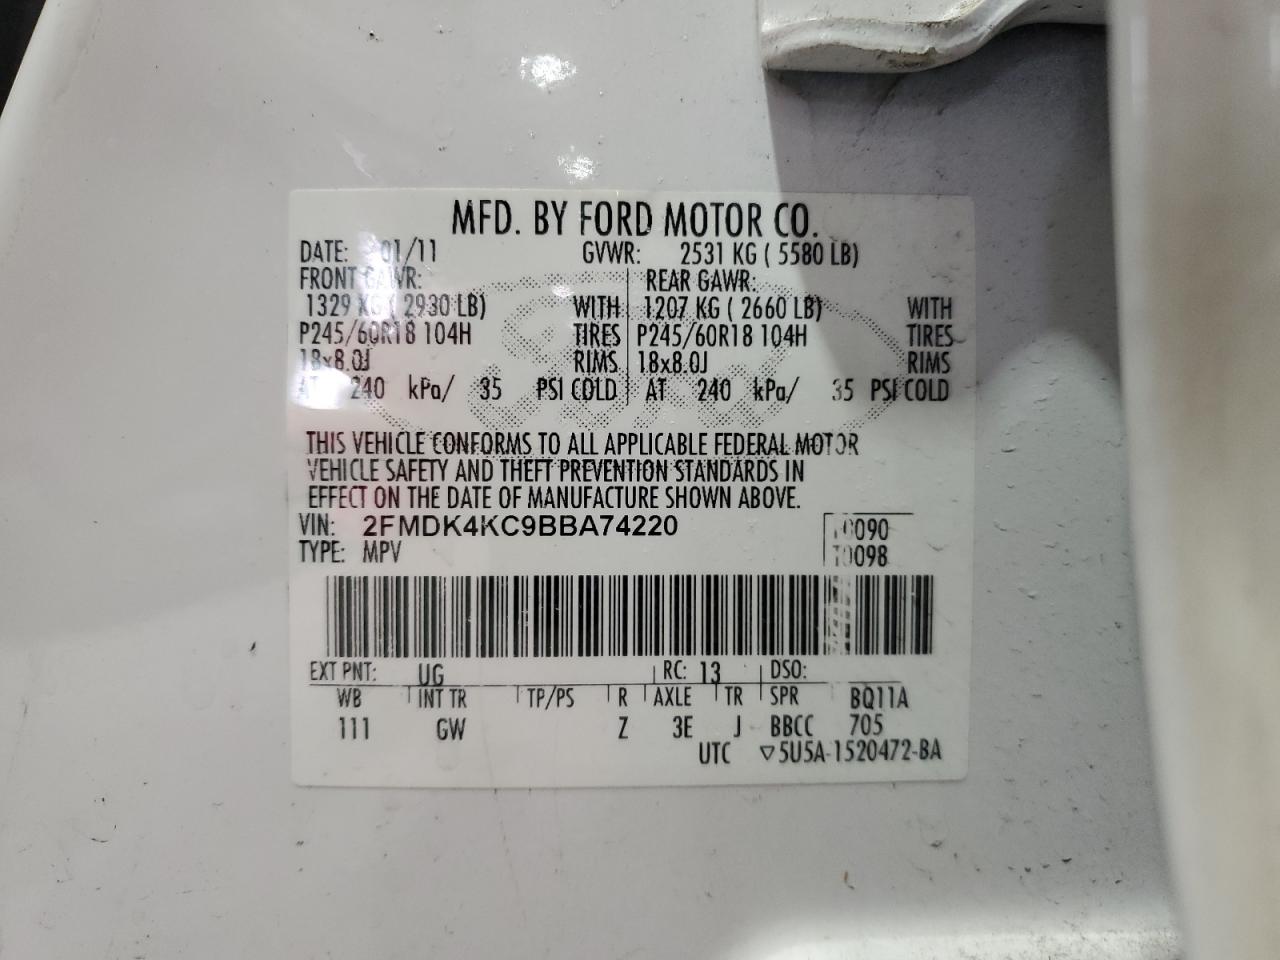 MFD. BY FORD MOTOR CO.
DATE: 01/11 GVWR: 2531 KG ( 5580 LB)
FRONT GAWR: REAR GAWR:
1329 KG ( 2930 LB) WITH 1207 KG ( 2660 LB) WITH
P245/60R18 104H TIRES P245/60R18 104H TIRES
18x8.0J RIMS 18x8.0J RIMS
AT 240 kPa/ 35 PSI COLD AT 240 kPa/ 35 PSI COLD
THIS VEHICLE CONFORMS TO ALL APPLICABLE FEDERAL MOTOR
VEHICLE SAFETY AND THEFT PREVENTION STANDARDS IN
EFFECT ON THE DATE OF MANUFACTURE SHOWN ABOVE.
VIN: 2FMDK4KC9BBA74220
TYPE: MPV T0098
EXT PNT: UG RC: 13 DSO:
WB INT TR TP/PS R AXLE TR SPR BQ11A
111 GW Z 3E J BBCC 705
UTC ▽5U5A-1520472-BA